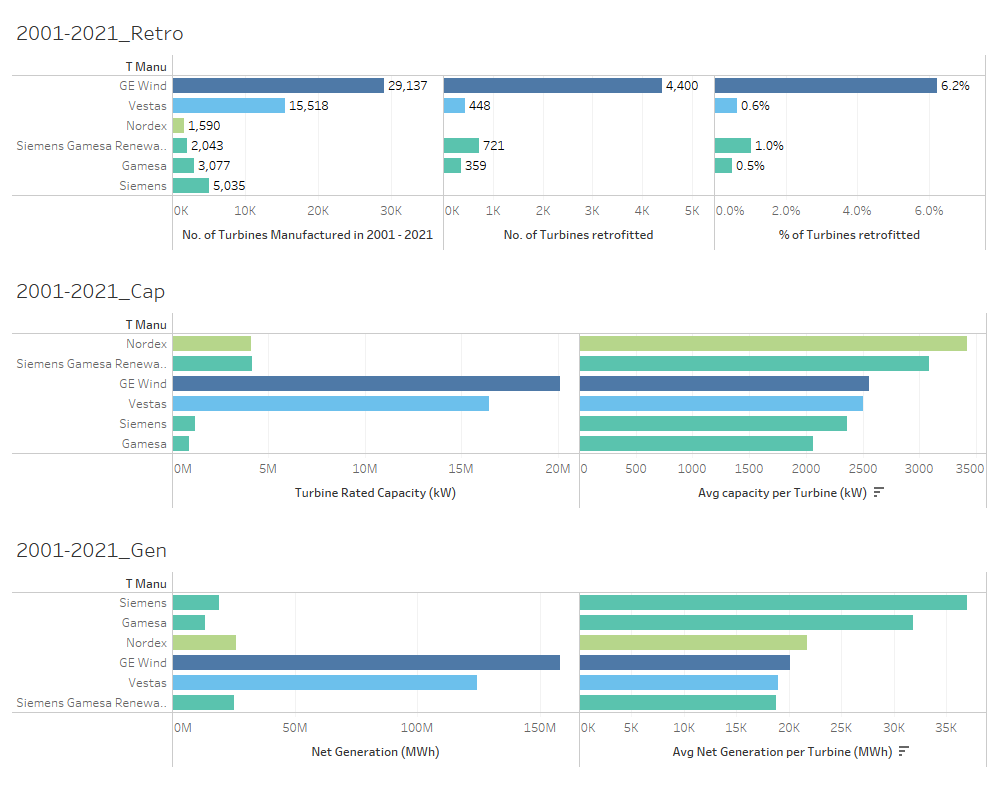 2001-2021_Retro
T Manu
GE Wind 29,137 4,400 6.2%
Vestas 15,518 448 0.6%
Nordex 1,590
Siemens Gamesa Renewa.. 2,043 721 1.0%
Gamesa 3,077 359 0.5%
Siemens 5,035
0K 10K 20K 30K 0K 1K 2K 3K 4K 5K 0.0% 2.0% 4.0% 6.0%
No. of Turbines Manufactured in 2001 - 2021 No. of Turbines retrofitted % of Turbines retrofitted
2001-2021_Cap
T Manu
Nordex
Siemens Gamesa Renewa..
GE Wind
Vestas
Siemens
Gamesa
0M 5M 10M 15M 20M 0 500 1000 1500 2000 2500 3000 3500
Turbine Rated Capacity (kW) Avg capacity per Turbine (kW)
2001-2021_Gen
T Manu
Siemens
Gamesa
Nordex
GE Wind
Vestas
Siemens Gamesa Renewa..
0M 50M 100M 150M 0K 5K 10K 15K 20K 25K 30K 35K
Net Generation (MWh) Avg Net Generation per Turbine (MWh)